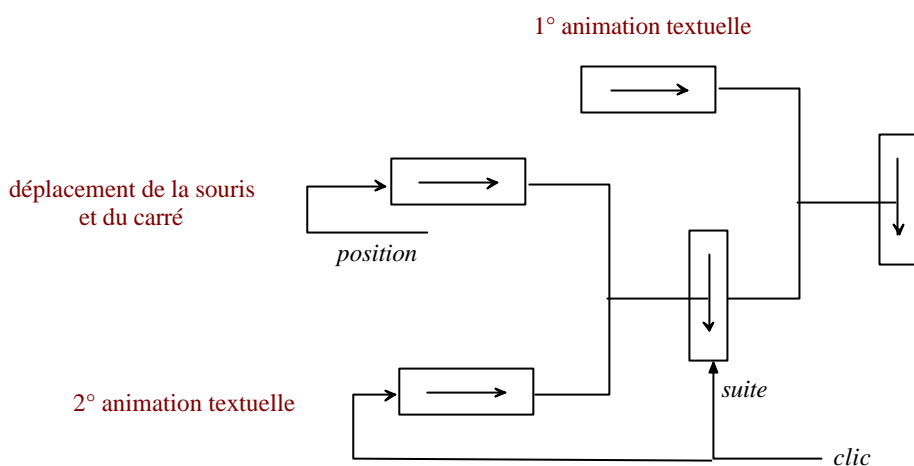 1° animation textuelle
déplacement de la souris
et du carré
position
2° animation textuelle
suite
clic